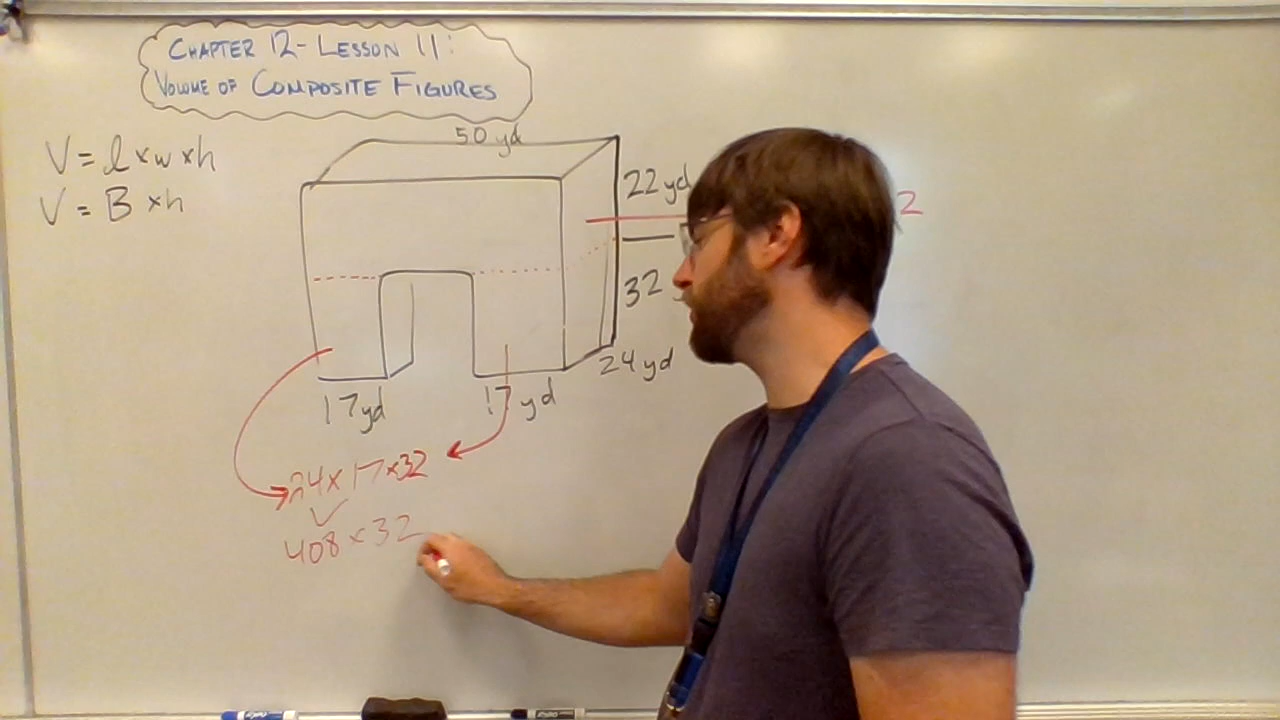 CHAPTER 12 - LESSON 11:
VOLUME OF COMPOSITE FIGURES
V = l × w × h
V = B × h
50 yd
22 yd
2
32
24 yd
17 yd
17 yd
24 × 17 × 32
408 × 32